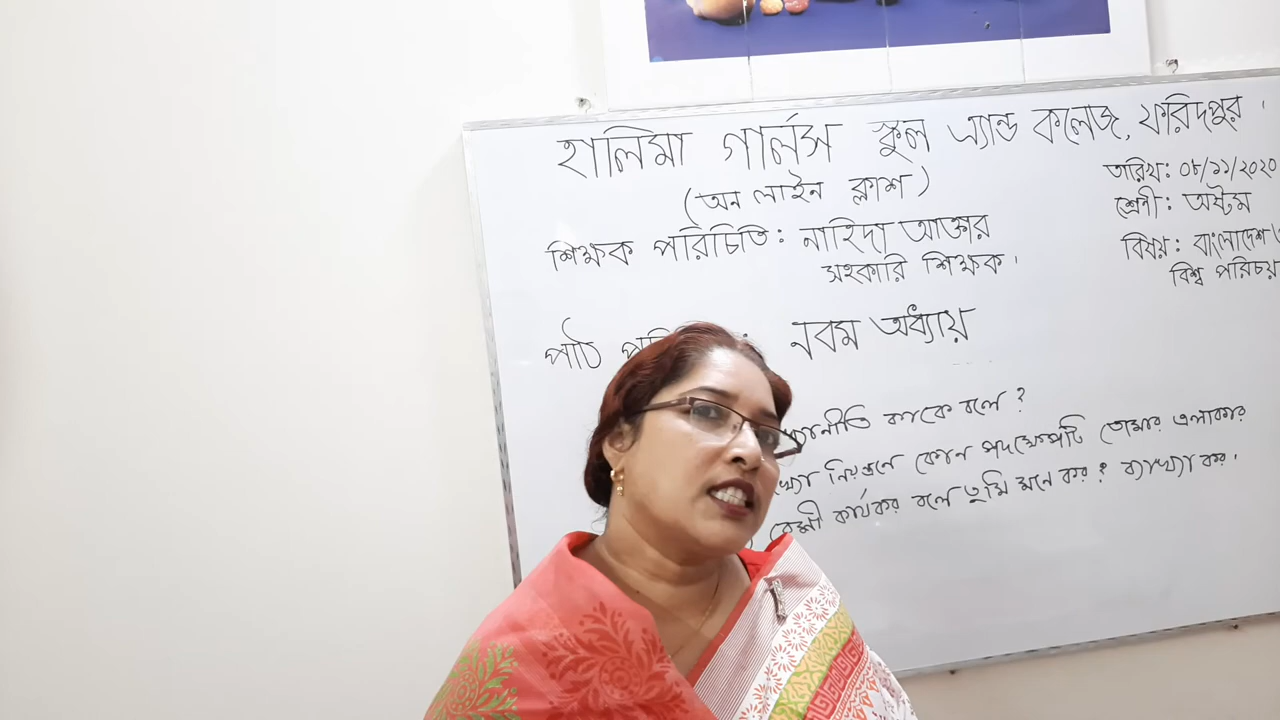 হালিমা গার্লস স্কুল এ্যান্ড কলেজ, ফরিদপুর ।
(অন লাইন ক্লাশ)
তারিখ: ০৮/১১/২০২০
শ্রেণী: অষ্টম
বিষয়: বাংলাদেশ ও
বিশ্ব পরিচয়
শিক্ষক পরিচিতি: নাহিদা আক্তার
সহকারি শিক্ষক ।
পাঠ : নবম অধ্যায়
কাকে বলে ?
নিয়ন্ত্রণে কোন পদক্ষেপটি তোমার এলাকার
বেশী কার্যকর বলে তুমি মনে কর ? ব্যাখ্যা কর ।